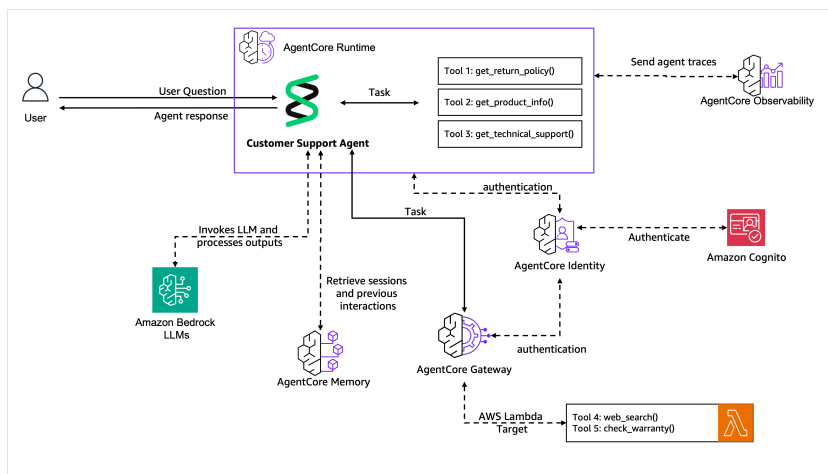 AgentCore Runtime
Tool 1: get_return_policy()
Tool 2: get_product_info()
Tool 3: get_technical_support()
Send agent traces
AgentCore Observability
User
User Question
Agent response
Task
Customer Support Agent
authentication
Task
Invokes LLM and
processes outputs
AgentCore Identity
Authenticate
Amazon Cognito
Amazon Bedrock
LLMs
Retrieve sessions
and previous
interactions
AgentCore Memory
AgentCore Gateway
authentication
AWS Lambda
Target
Tool 4: web_search()
Tool 5: check_warranty()